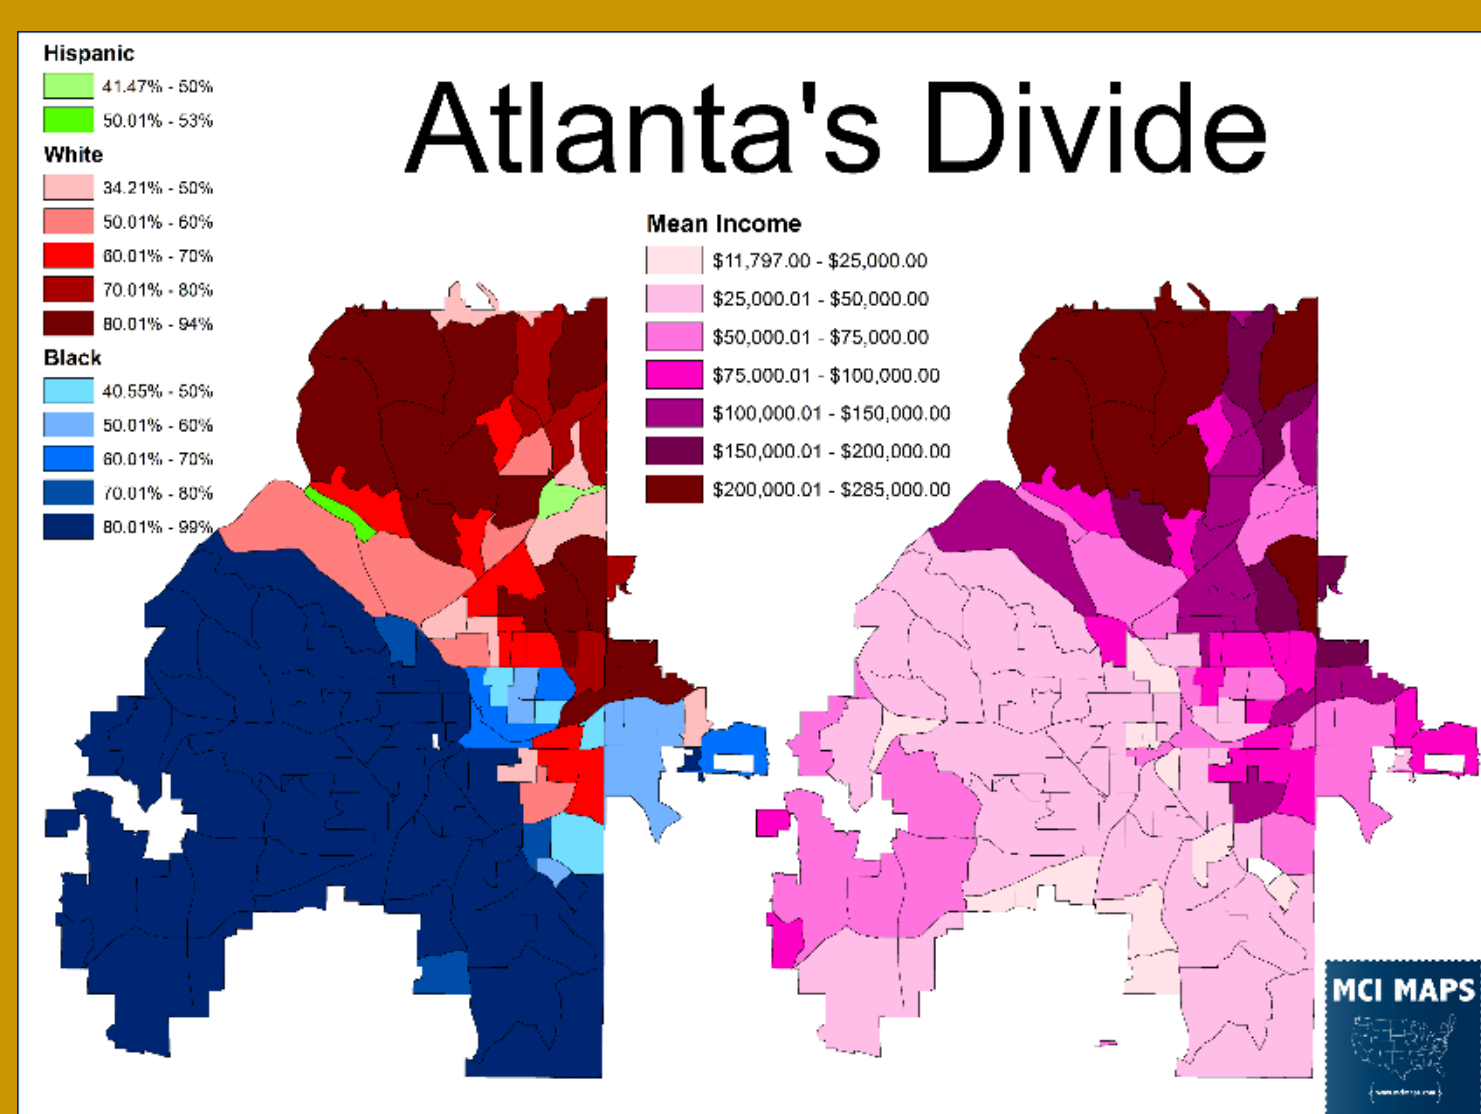 Atlanta's Divide
Hispanic
41.47% - 50%
50.01% - 53%
White
34.21% - 50%
50.01% - 60%
60.01% - 70%
70.01% - 80%
80.01% - 94%
Black
40.55% - 50%
50.01% - 60%
60.01% - 70%
70.01% - 80%
80.01% - 99%
Mean Income
$11,797.00 - $25,000.00
$25,000.01 - $50,000.00
$50,000.01 - $75,000.00
$75,000.01 - $100,000.00
$100,000.01 - $150,000.00
$150,000.01 - $200,000.00
$200,000.01 - $285,000.00
MCI MAPS